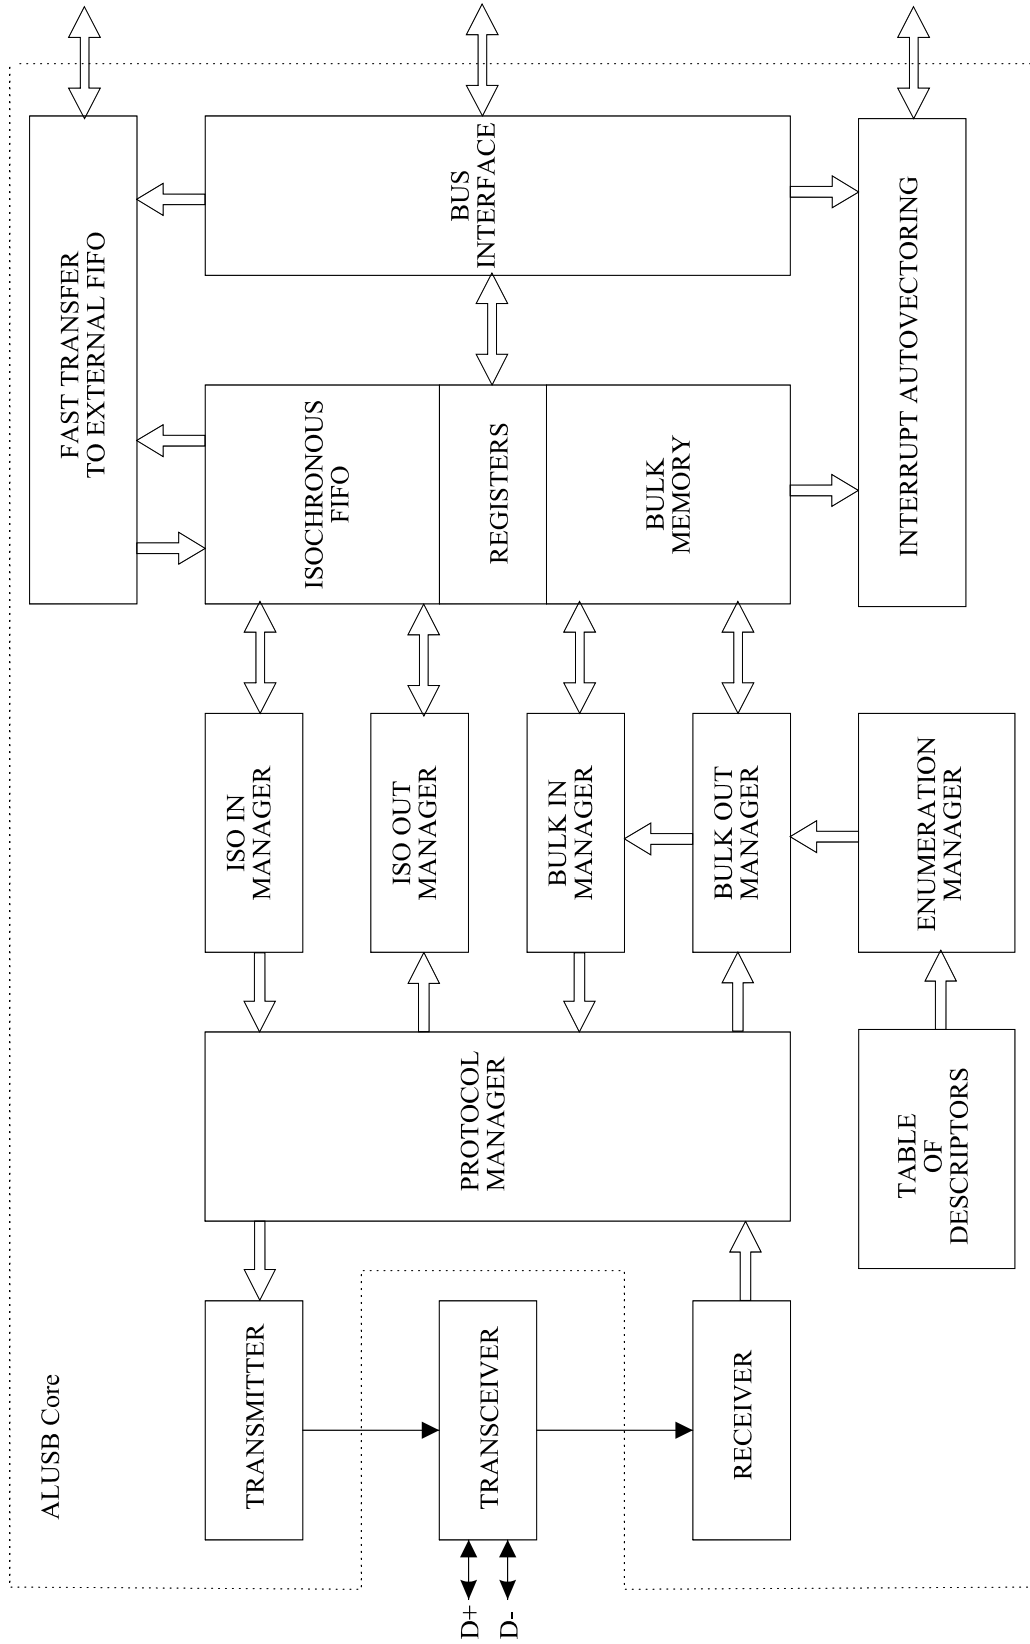 ALUSB Core
D+
D-
TRANSMITTER
TRANSCEIVER
RECEIVER
PROTOCOL
MANAGER
TABLE
OF
DESCRIPTORS
ISO IN
MANAGER
ISO OUT
MANAGER
BULK IN
MANAGER
BULK OUT
MANAGER
ENUMERATION
MANAGER
FAST TRANSFER
TO EXTERNAL FIFO
ISOCHRONOUS
FIFO
REGISTERS
BULK
MEMORY
BUS
INTERFACE
INTERRUPT AUTOVECTORING